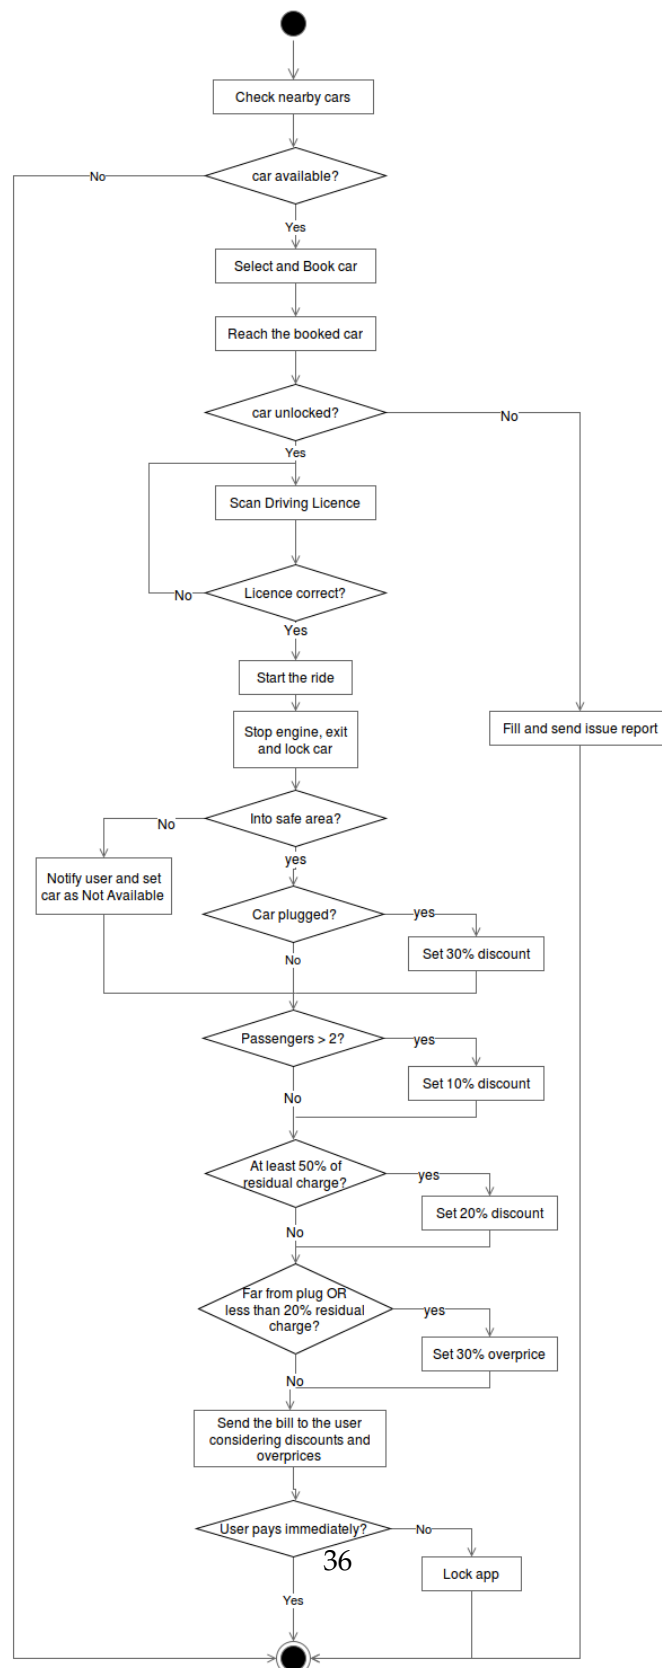 Check nearby cars
No
car available?
Yes
Select and Book car
Reach the booked car
car unlocked?
No
Yes
Scan Driving Licence
Licence correct?
No
Yes
Start the ride
Stop engine, exit
and lock car
Fill and send issue report
Into safe area?
No
yes
Notify user and set
car as Not Available
Car plugged?
yes
Set 30% discount
No
Passengers > 2?
yes
Set 10% discount
No
At least 50% of
residual charge?
yes
Set 20% discount
No
Far from plug OR
less than 20% residual
charge?
yes
Set 30% overprice
No
Send the bill to the user
considering discounts and
overprices
User pays immediately?
No
36
Lock app
Yes